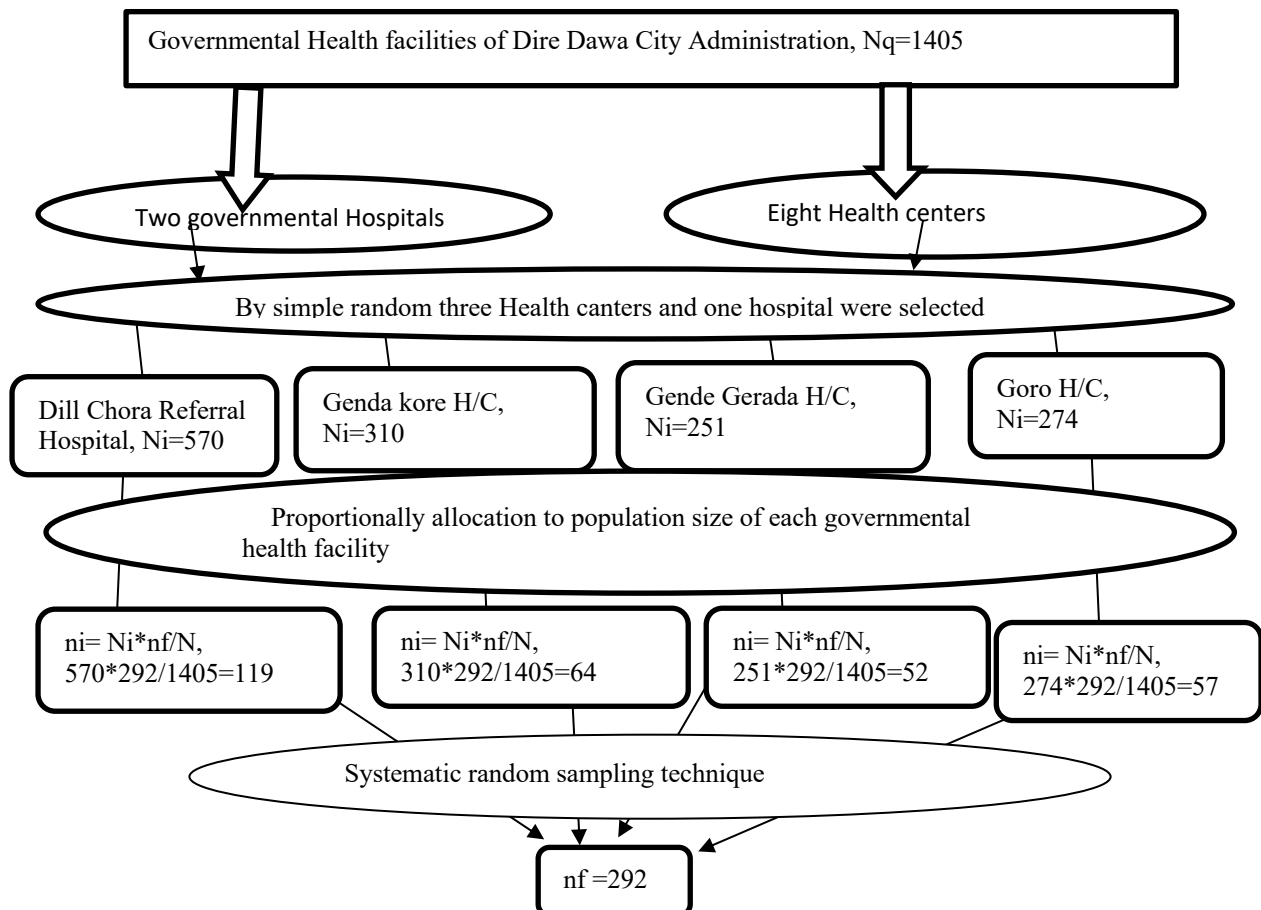 Governmental Health facilities of Dire Dawa City Administration, Nq=1405
Two governmental Hospitals
Eight Health centers
By simple random three Health canters and one hospital were selected
Dill Chora Referral
Hospital, Ni=570
Genda kore H/C,
Ni=310
Gende Gerada H/C,
Ni=251
Goro H/C,
Ni=274
Proportionally allocation to population size of each governmental
health facility
ni= Ni*nf/N,
570*292/1405=119
ni= Ni*nf/N,
310*292/1405=64
ni= Ni*nf/N,
251*292/1405=52
ni= Ni*nf/N,
274*292/1405=57
Systematic random sampling technique
nf =292